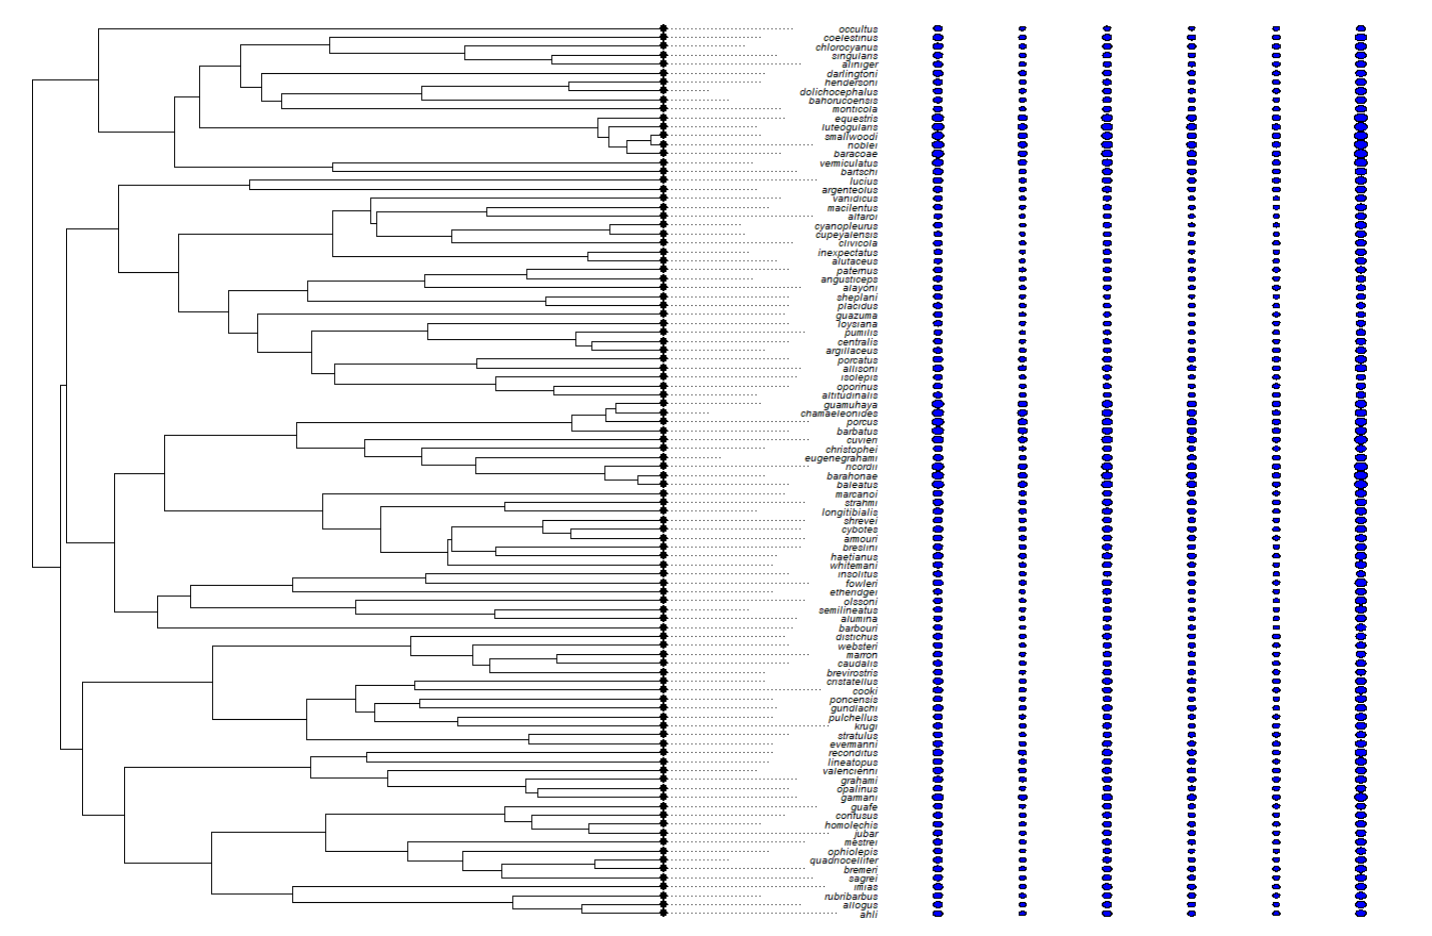 occultus
coelestinus
chlorocyanus
singularis
aliniger
darlingtoni
hendersoni
dolichocephalus
bahorucoensis
monticola
equestris
luteogularis
smallwoodi
noblei
baracoae
vermiculatus
bartschi
lucius
argenteolus
vanidicus
macilentus
alfaroi
cyanopleurus
cupeyalensis
clivicola
inexpectatus
alutaceus
paternus
angusticeps
alayoni
sheplani
placidus
guazuma
loysiana
pumilis
centralis
argillaceus
porcatus
allisoni
isolepis
oporinus
altitudinalis
guamuhaya
chamaeleonides
porcus
barbatus
cuvieri
christophei
eugenegrahami
ricordii
barahonae
baleatus
marcanoi
strahmi
longitibialis
shrevei
cybotes
armouri
breslini
haetianus
whitemani
insolitus
fowleri
etheridgei
olssoni
semilineatus
alumina
barbouri
distichus
websteri
marron
caudalis
brevirostris
cristatellus
cooki
poncensis
gundlachi
pulchellus
krugi
stratulus
evermanni
reconditus
lineatopus
valencienni
grahami
opalinus
garmani
guafe
confusus
homolechis
jubar
mestrei
ophiolepis
quadriocellifer
bremeri
sagrei
imias
rubribarbus
allogus
ahli